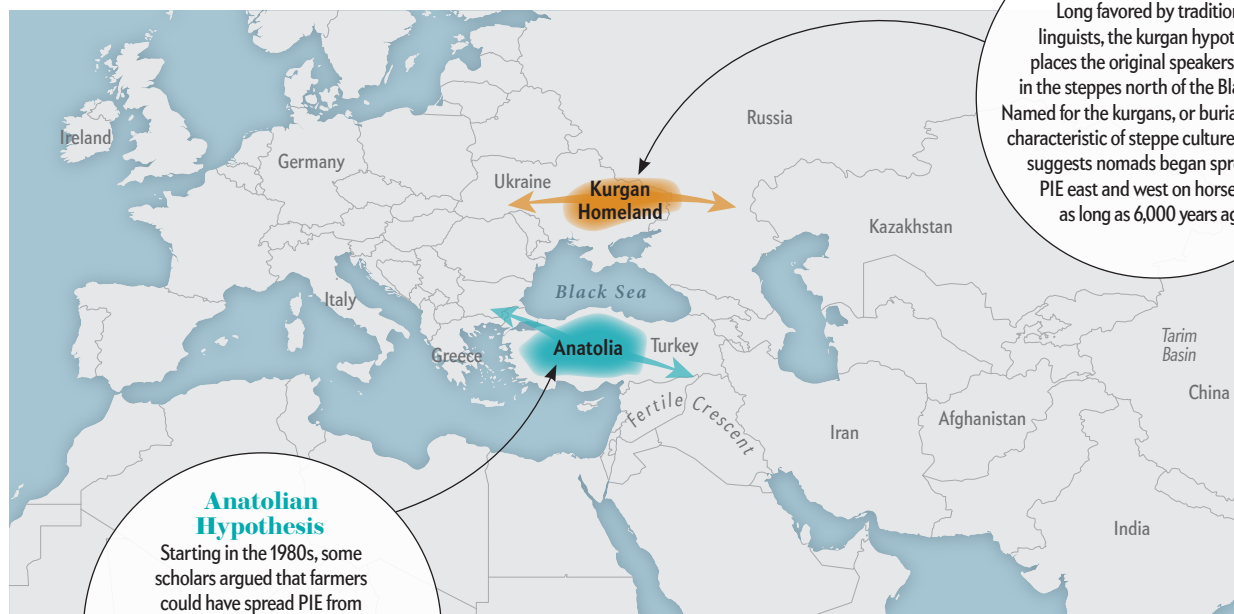 Long favored by tradition
linguists, the kurgan hypot
places the original speakers
in the steppes north of the Bla
Named for the kurgans, or buria
characteristic of steppe culture
suggests nomads began spre
PIE east and west on horse
as long as 6,000 years ag
Ireland
Germany
Russia
Ukraine
Kurgan
Homeland
Kazakhstan
Italy
Black Sea
Greece
Anatolia
Turkey
Tarim
Basin
China
Fertile Crescent
Iran
Afghanistan
India
Anatolian
Hypothesis
Starting in the 1980s, some
scholars argued that farmers
could have spread PIE from